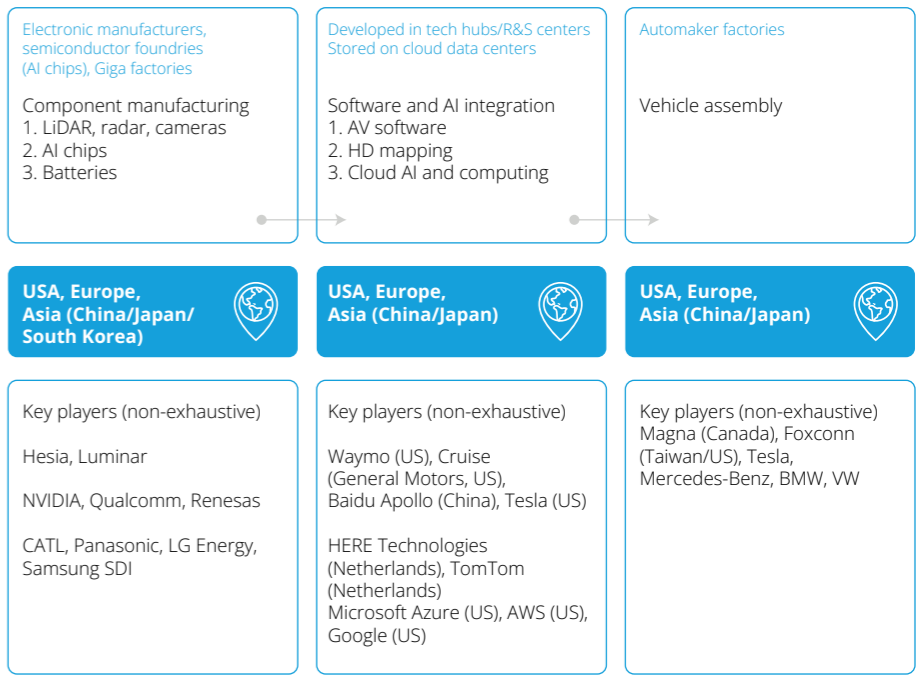 Electronic manufacturers,
semiconductor foundries
(AI chips), Giga factories
Component manufacturing
1. LiDAR, radar, cameras
2. AI chips
3. Batteries
Developed in tech hubs/R&S centers
Stored on cloud data centers
Software and AI integration
1. AV software
2. HD mapping
3. Cloud AI and computing
Automaker factories
Vehicle assembly
USA, Europe,
Asia (China/Japan/
South Korea)
USA, Europe,
Asia (China/Japan)
USA, Europe,
Asia (China/Japan)
Key players (non-exhaustive)
Hesia, Luminar
NVIDIA, Qualcomm, Renesas
CATL, Panasonic, LG Energy,
Samsung SDI
Key players (non-exhaustive)
Waymo (US), Cruise
(General Motors, US),
Baidu Apollo (China), Tesla (US)
HERE Technologies
(Netherlands), TomTom
(Netherlands)
Microsoft Azure (US), AWS (US),
Google (US)
Key players (non-exhaustive)
Magna (Canada), Foxconn
(Taiwan/US), Tesla,
Mercedes-Benz, BMW, VW